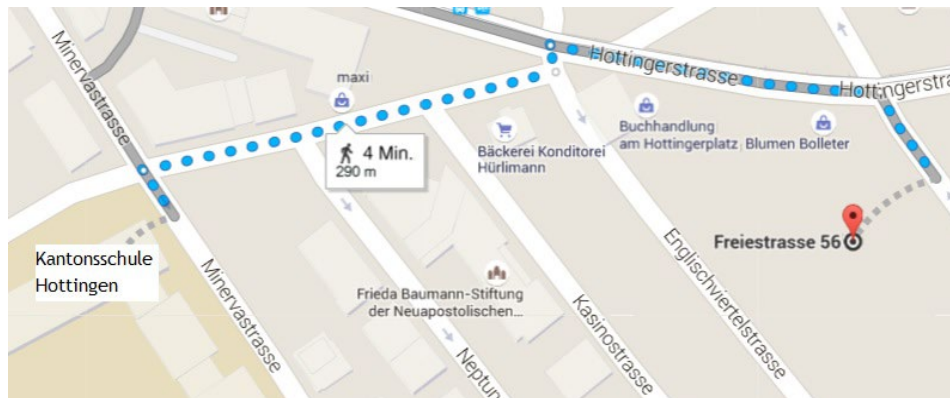 Minervastrasse
maxi
Hottingerstrasse
Hottingerstra
4 Min.
290 m
Bäckerei Konditorei
Hürlimann
Buchhandlung
am Hottingerplatz
Blumen Bolleter
Freiestrasse 56
Kantonsschule
Hottingen
Minervastrasse
Frieda Baumann-Stiftung
der Neuapostolischen...
Neptun
Kasinostrasse
Englischviertelstrasse